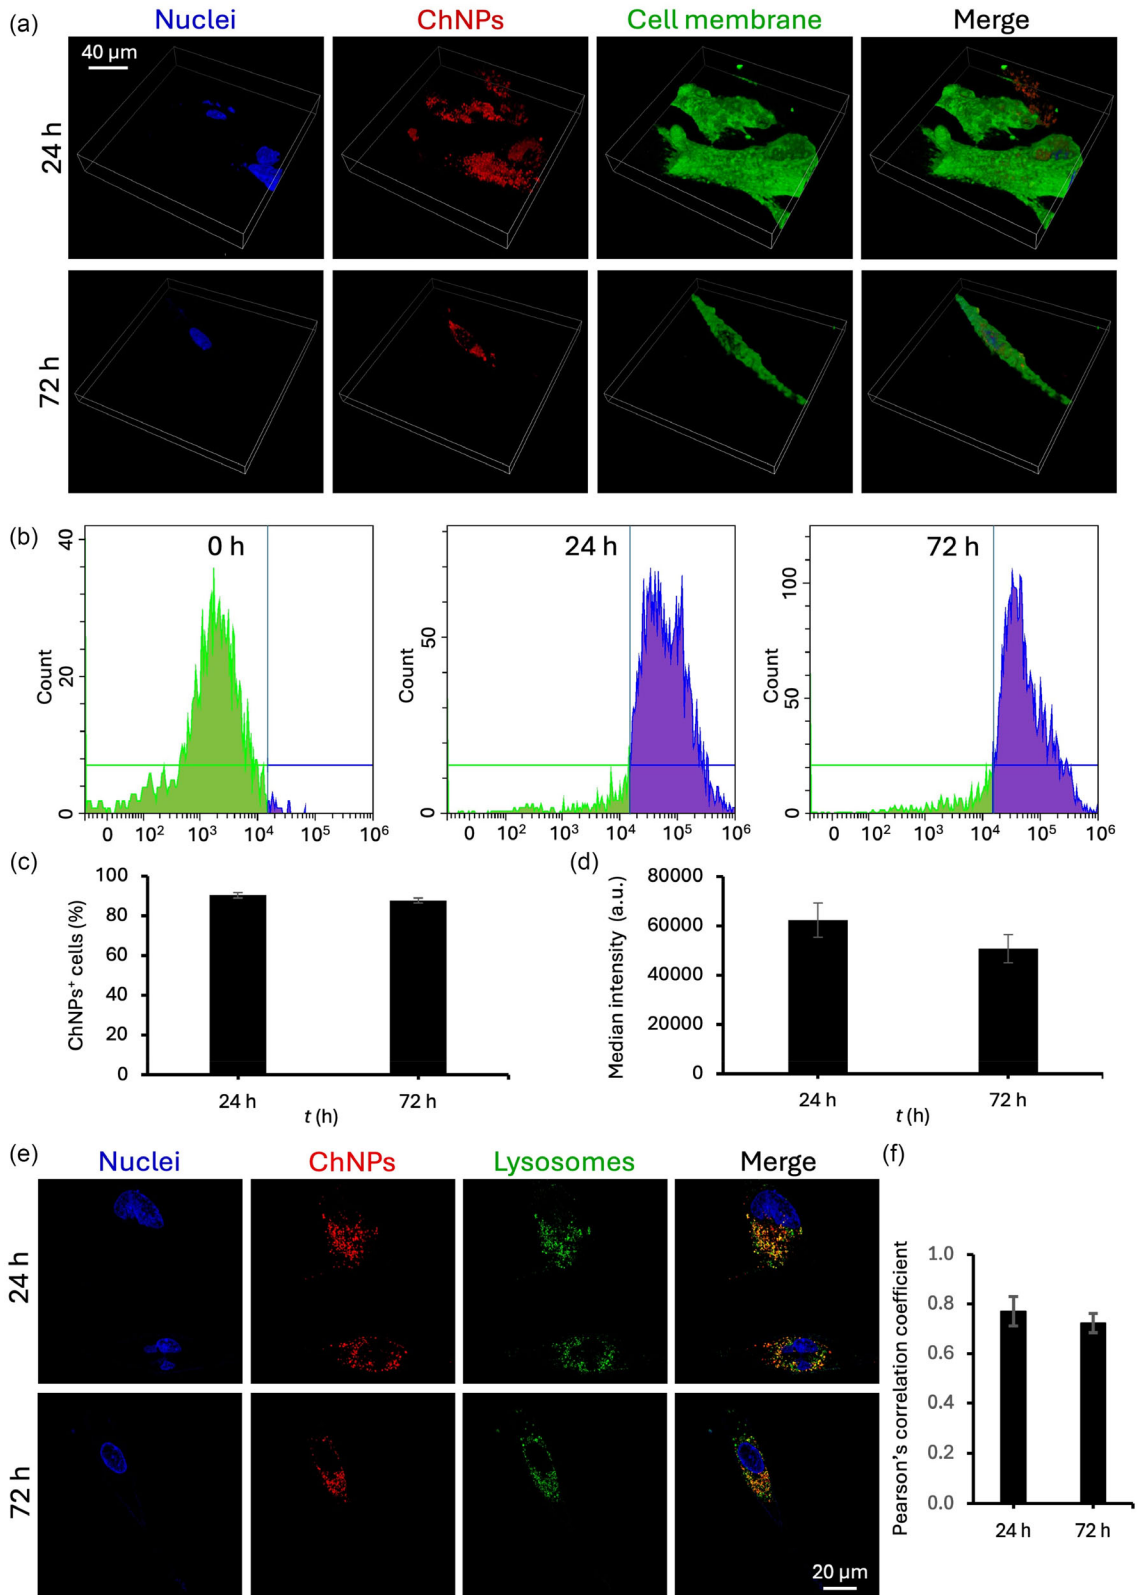 (a)
Nuclei ChNPs Cell membrane Merge
40 µm
24 h
72 h
(b)
0 h 24 h 72 h
Count
40
20
0
0 10² 10³ 10⁴ 10⁵ 10⁶
Count
50
0
0 10² 10³ 10⁴ 10⁵ 10⁶
Count
100
50
0
0 10² 10³ 10⁴ 10⁵ 10⁶
(c)
ChNPs⁺ cells (%)
100
80
60
40
20
0
24 h 72 h
t (h)
(d)
Median intensity (a.u.)
80000
60000
40000
20000
0
24 h 72 h
t (h)
(e)
Nuclei ChNPs Lysosomes Merge
24 h
72 h
20 µm
(f)
Pearson's correlation coefficient
1.0
0.8
0.6
0.4
0.2
0.0
24 h 72 h